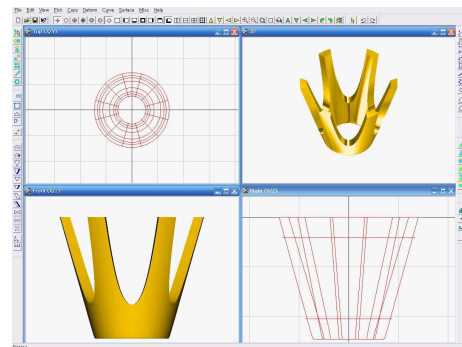 File Edit View Pick Copy Deform Curve Surface Misc Help
Top (X/Y)
3D
Front (X/Z)
Right (Y/Z)